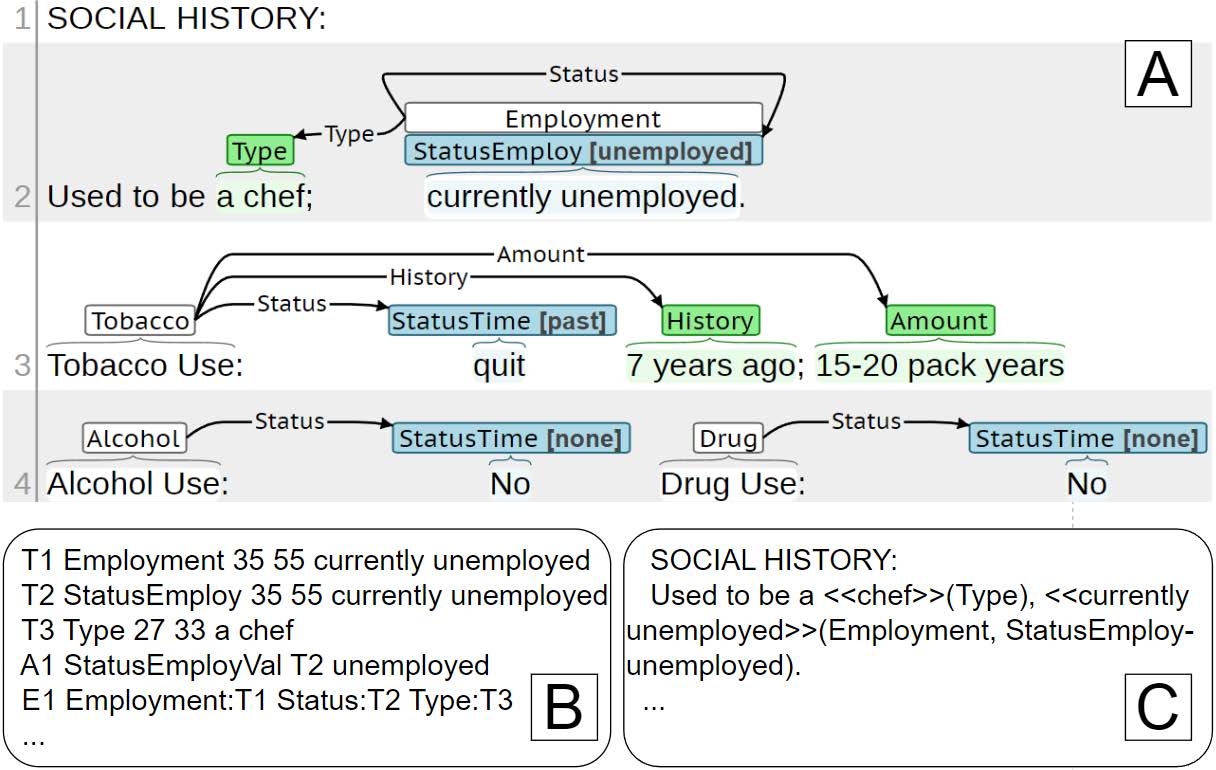 1 SOCIAL HISTORY:
A
Status
Employment
Type
Type
StatusEmploy [unemployed]
2 Used to be a chef; currently unemployed.
Amount
History
Status
Tobacco StatusTime [past] History Amount
3 Tobacco Use: quit 7 years ago; 15-20 pack years
Status Status
Alcohol StatusTime [none] Drug StatusTime [none]
4 Alcohol Use: No Drug Use: No
T1 Employment 35 55 currently unemployed
T2 StatusEmploy 35 55 currently unemployed
T3 Type 27 33 a chef
A1 StatusEmployVal T2 unemployed
E1 Employment:T1 Status:T2 Type:T3
...
B
SOCIAL HISTORY:
Used to be a <<chef>>(Type), <<currently
unemployed>>(Employment, StatusEmploy-
unemployed).
...
C